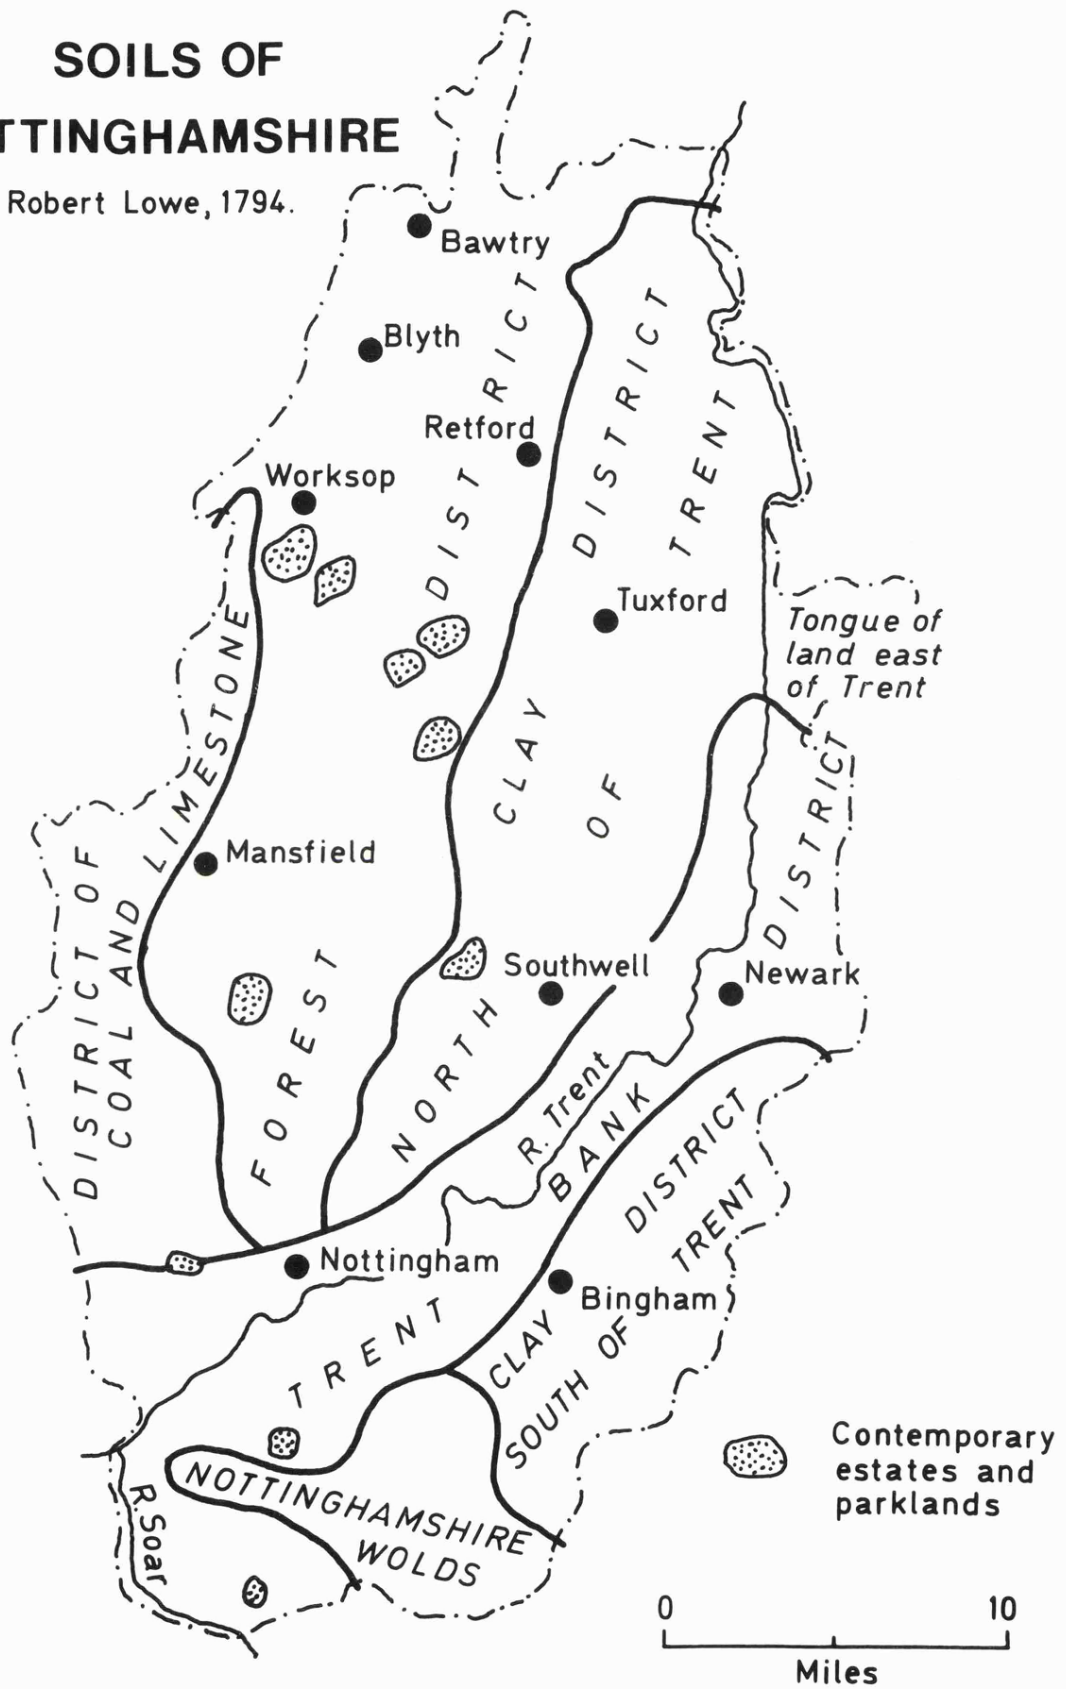 SOILS OF
TTINGHAMSHIRE
Robert Lowe, 1794.
Bawtry
Blyth
Retford
Worksop
Tuxford
Tongue of
land east
of Trent
Mansfield
Southwell
Newark
R. Trent
Nottingham
Bingham
R. Soar
DISTRICT OF
COAL AND LIMESTONE
FOREST DISTRICT
NORTH CLAY DISTRICT
OF TRENT
TRENT BANK DISTRICT
CLAY DISTRICT
SOUTH OF TRENT
NOTTINGHAMSHIRE
WOLDS
Contemporary
estates and
parklands
0 10
Miles